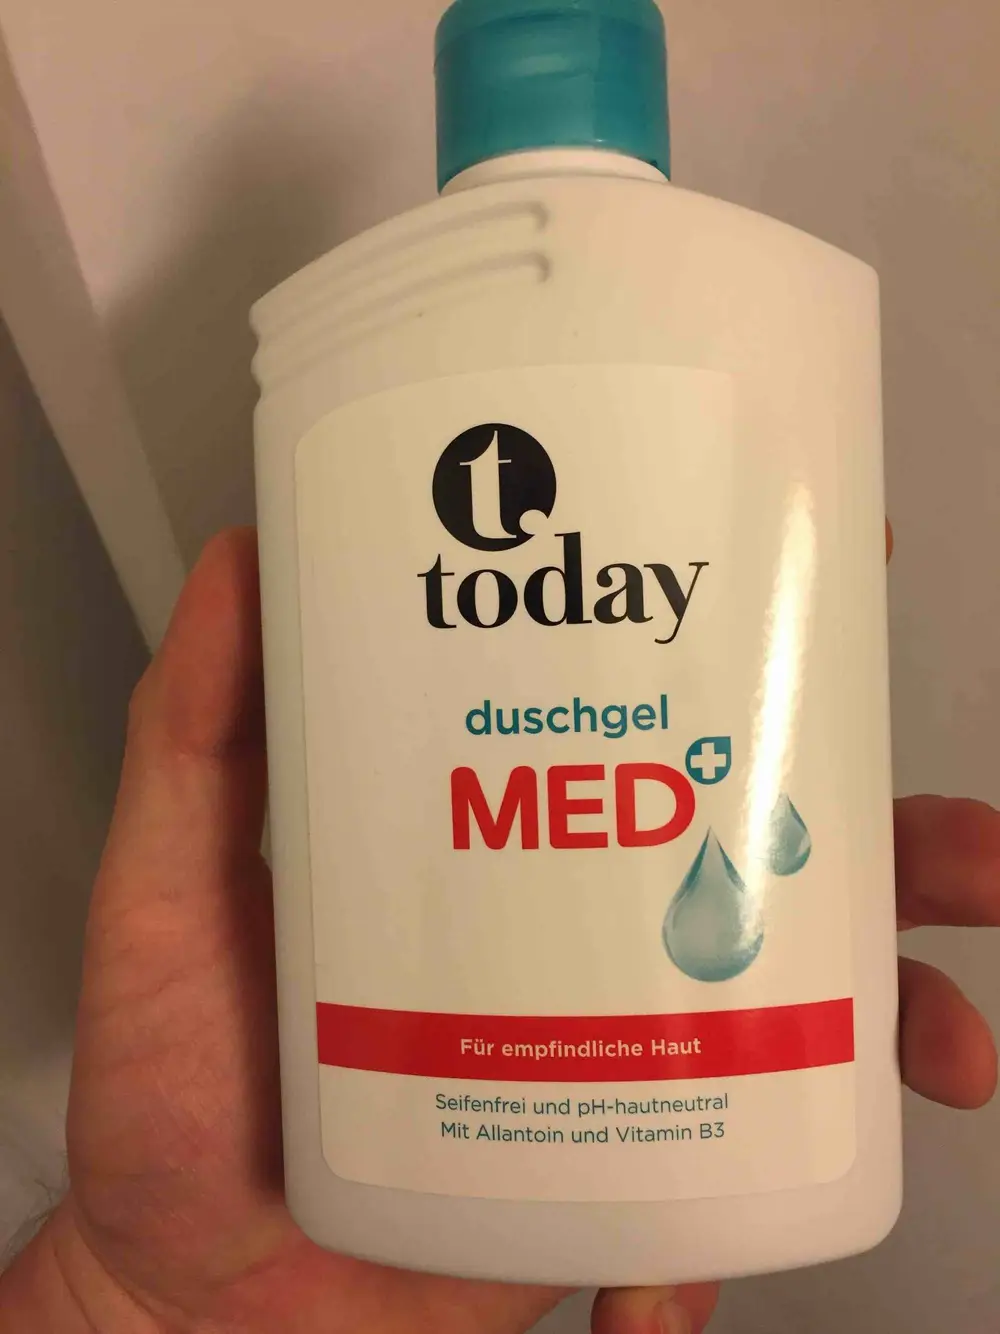 t.
today
duschgel
MED+
Für empfindliche Haut
Seifenfrei und pH-hautneutral
Mit Allantoin und Vitamin B3